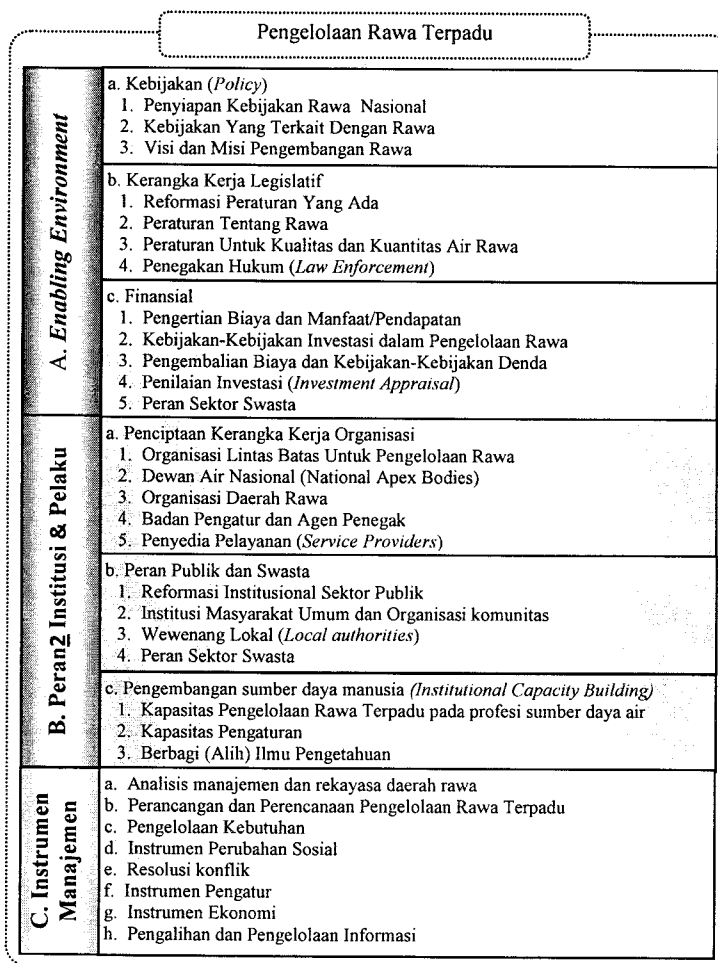 Pengelolaan Rawa Terpadu
A. Enabling Environment
a. Kebijakan (Policy)
1. Penyiapan Kebijakan Rawa Nasional
2. Kebijakan Yang Terkait Dengan Rawa
3. Visi dan Misi Pengembangan Rawa
b. Kerangka Kerja Legislatif
1. Reformasi Peraturan Yang Ada
2. Peraturan Tentang Rawa
3. Peraturan Untuk Kualitas dan Kuantitas Air Rawa
4. Penegakan Hukum (Law Enforcement)
c. Finansial
1. Pengertian Biaya dan Manfaat/Pendapatan
2. Kebijakan-Kebijakan Investasi dalam Pengelolaan Rawa
3. Pengembalian Biaya dan Kebijakan-Kebijakan Denda
4. Penilaian Investasi (Investment Appraisal)
5. Peran Sektor Swasta
B. Peran2 Institusi & Pelaku
a. Penciptaan Kerangka Kerja Organisasi
1. Organisasi Lintas Batas Untuk Pengelolaan Rawa
2. Dewan Air Nasional (National Apex Bodies)
3. Organisasi Daerah Rawa
4. Badan Pengatur dan Agen Penegak
5. Penyedia Pelayanan (Service Providers)
b. Peran Publik dan Swasta
1. Reformasi Institusional Sektor Publik
2. Institusi Masyarakat Umum dan Organisasi komunitas
3. Wewenang Lokal (Local authorities)
4. Peran Sektor Swasta
c. Pengembangan sumber daya manusia (Institutional Capacity Building)
1. Kapasitas Pengelolaan Rawa Terpadu pada profesi sumber daya air
2. Kapasitas Pengaturan
3. Berbagi (Alih) Ilmu Pengetahuan
C. Instrumen
Manajemen
a. Analisis manajemen dan rekayasa daerah rawa
b. Perancangan dan Perencanaan Pengelolaan Rawa Terpadu
c. Pengelolaan Kebutuhan
d. Instrumen Perubahan Sosial
e. Resolusi konflik
f. Instrumen Pengatur
g. Instrumen Ekonomi
h. Pengalihan dan Pengelolaan Informasi